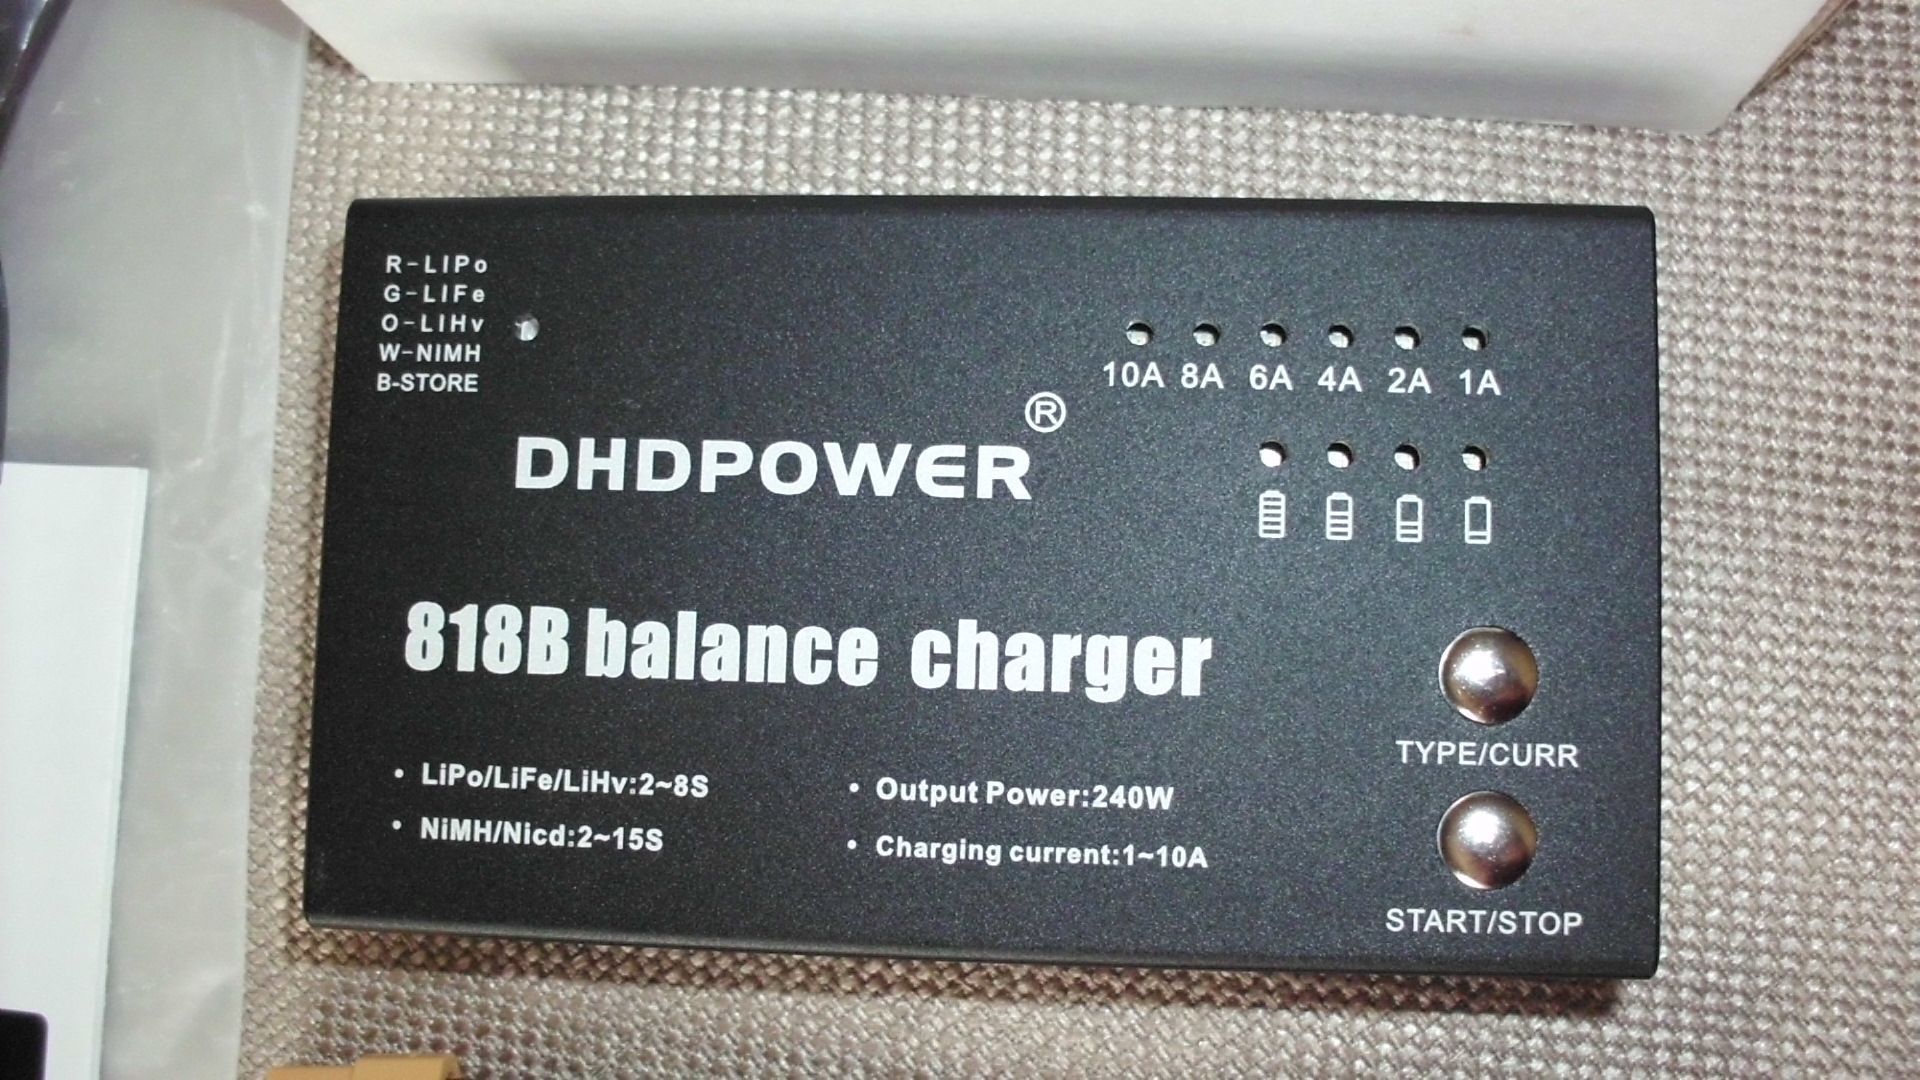 R-LIPo
G-LIFe
O-LIHv
W-NIMH
B-STORE
10A 8A 6A 4A 2A 1A
DHDPOWER®
818B balance charger
TYPE/CURR
• LiPo/LiFe/LiHv:2~8S
• NiMH/Nicd:2~15S
• Output Power:240W
• Charging current:1~10A
START/STOP